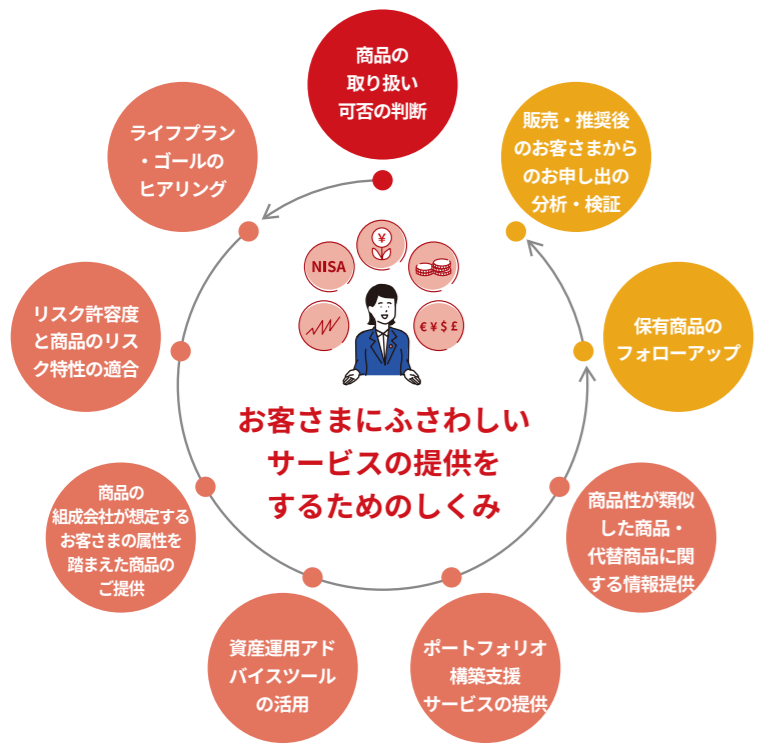 商品の
取り扱い
可否の判断
ライフプラン
・ゴールの
ヒアリング
リスク許容度
と商品のリス
ク特性の適合
商品の
組成会社が想定する
お客さまの属性を
踏まえた商品の
ご提供
資産運用アド
バイスツール
の活用
ポートフォリオ
構築支援
サービスの提供
商品性が類似
した商品・
代替商品に関
する情報提供
保有商品の
フォローアップ
販売・推奨後
のお客さまから
のお申し出の
分析・検証
NISA
¥
€¥$£
お客さまにふさわしい
サービスの提供を
するためのしくみ